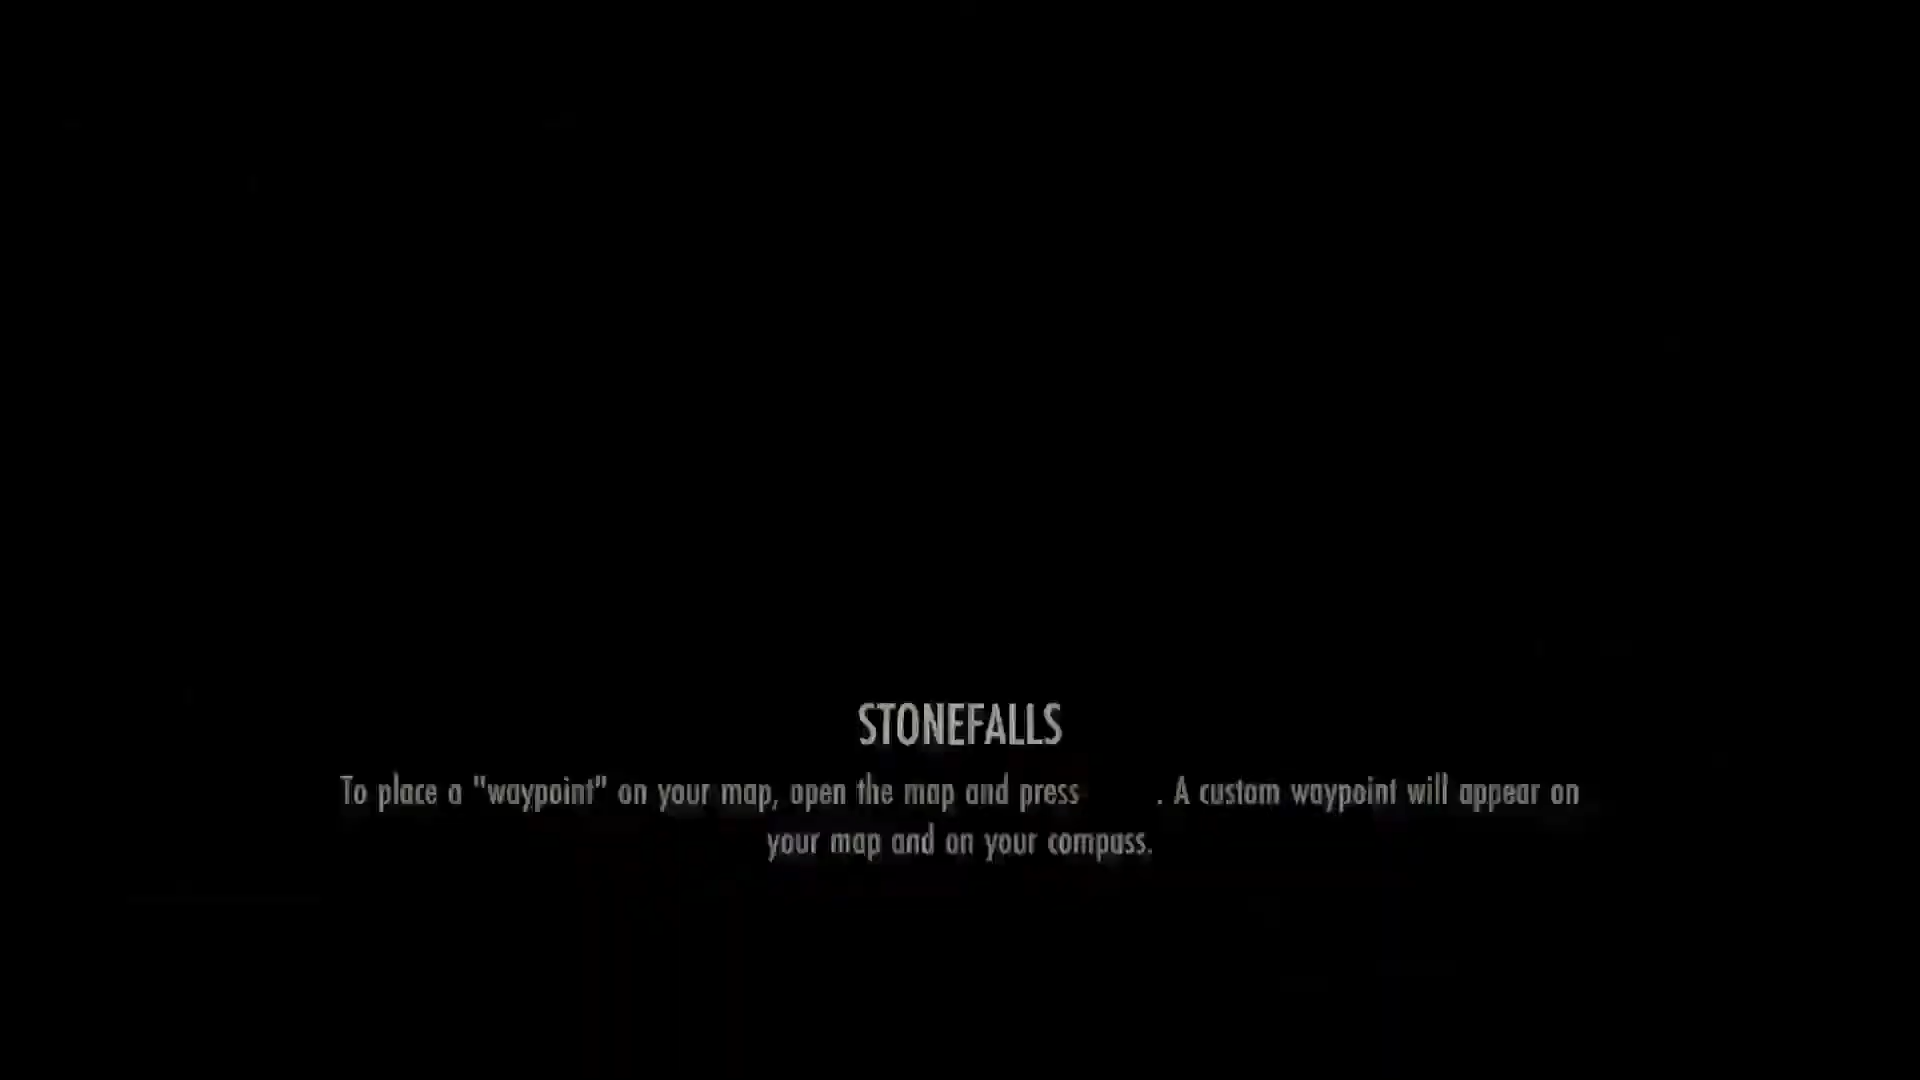 STONEFALLS
To place a "waypoint" on your map, open the map and press . A custom waypoint will appear on
your map and on your compass.